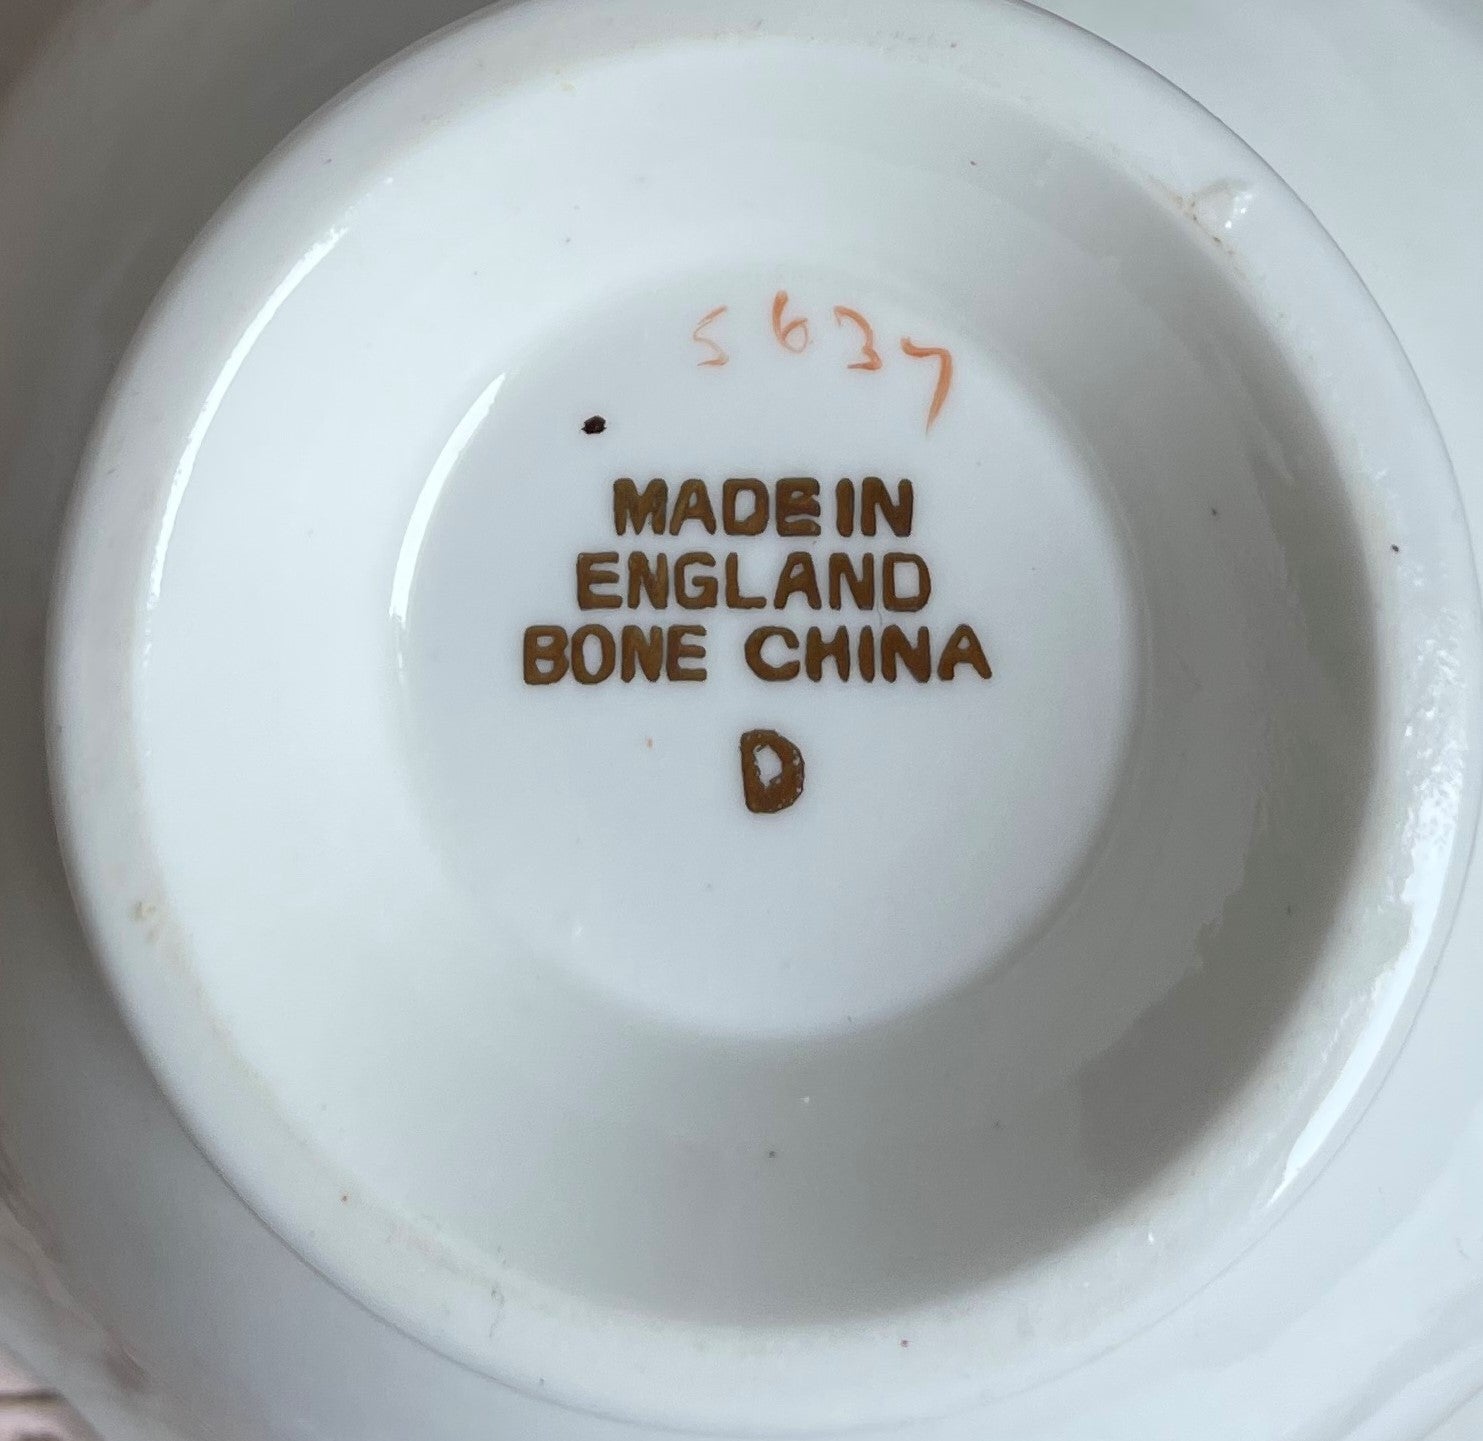 5637
MADE IN
ENGLAND
BONE CHINA
D